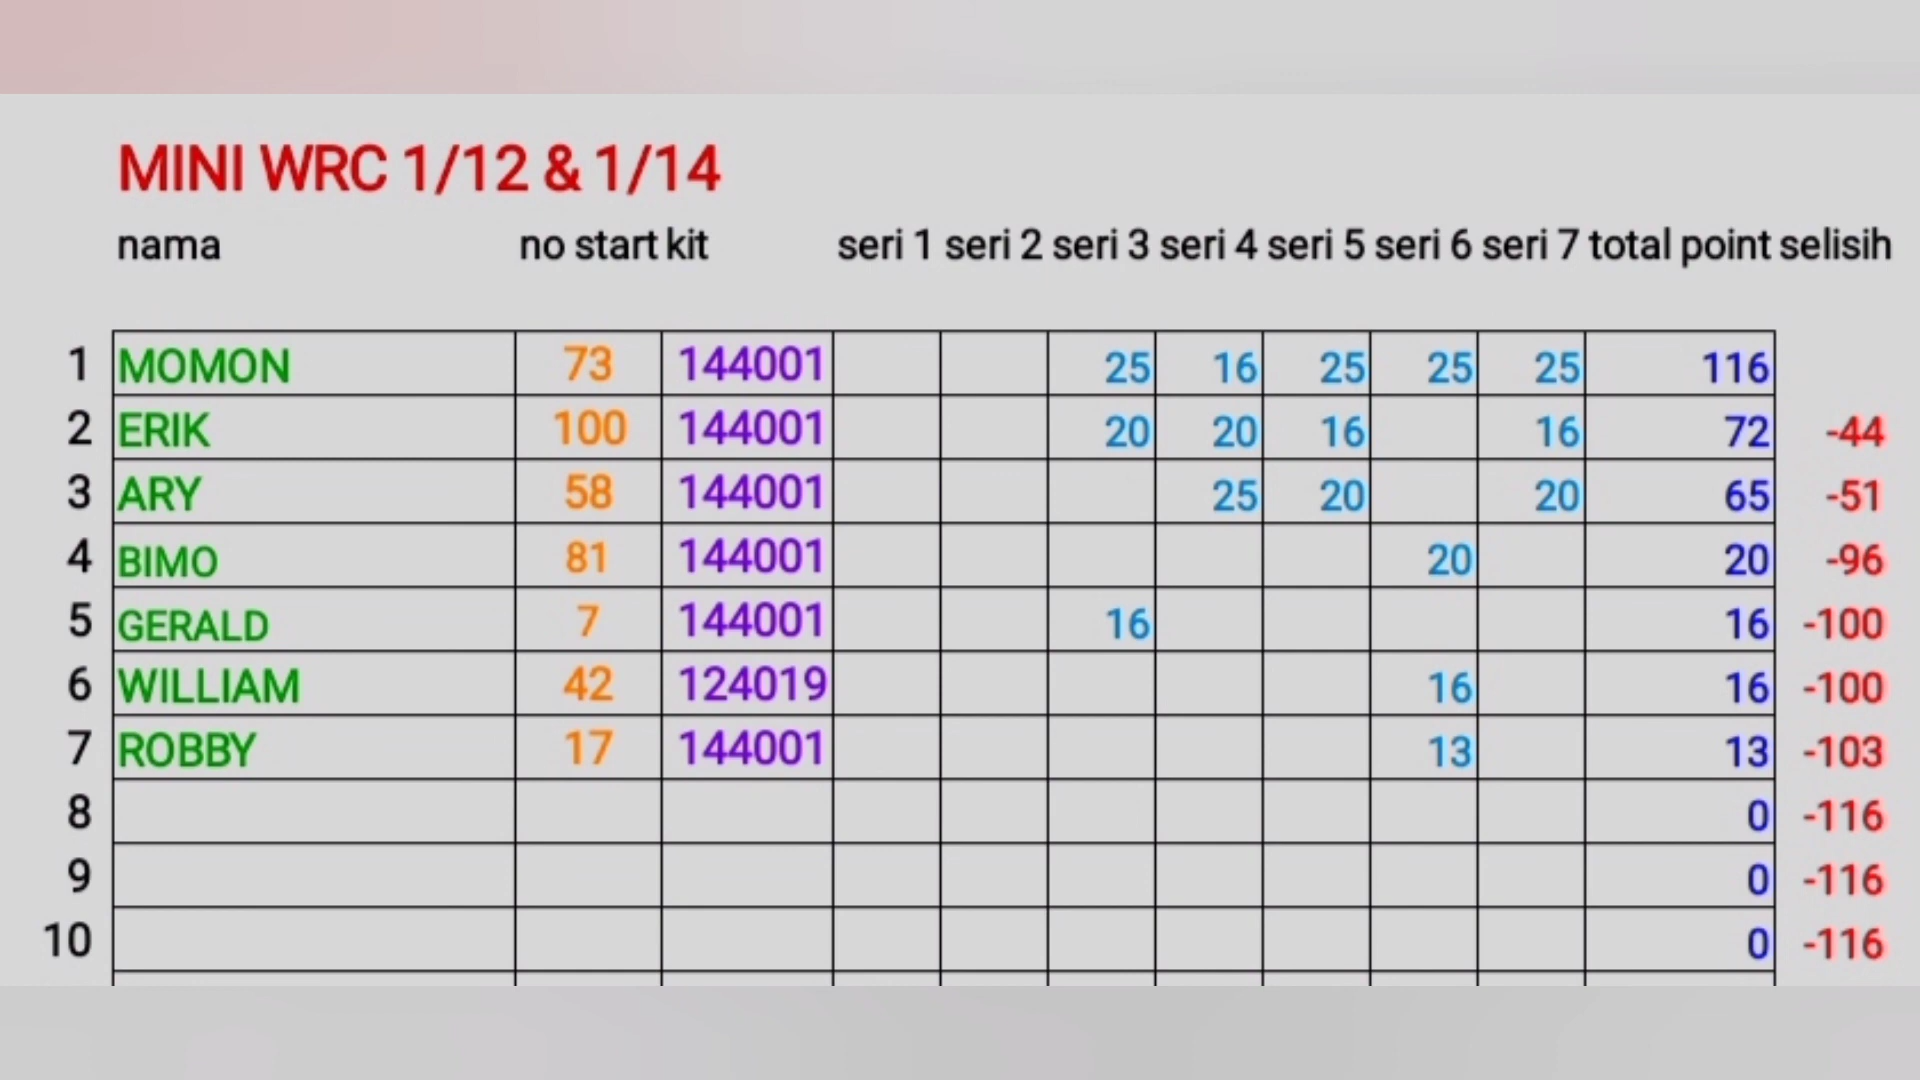 MINI WRC 1/12 & 1/14
nama no start kit seri 1 seri 2 seri 3 seri 4 seri 5 seri 6 seri 7 total point selisih
1 MOMON 73 144001 25 16 25 25 25 116
2 ERIK 100 144001 20 20 16 16 72 -44
3 ARY 58 144001 25 20 20 65 -51
4 BIMO 81 144001 20 20 -96
5 GERALD 7 144001 16 16 -100
6 WILLIAM 42 124019 16 16 -100
7 ROBBY 17 144001 13 13 -103
8 0 -116
9 0 -116
10 0 -116